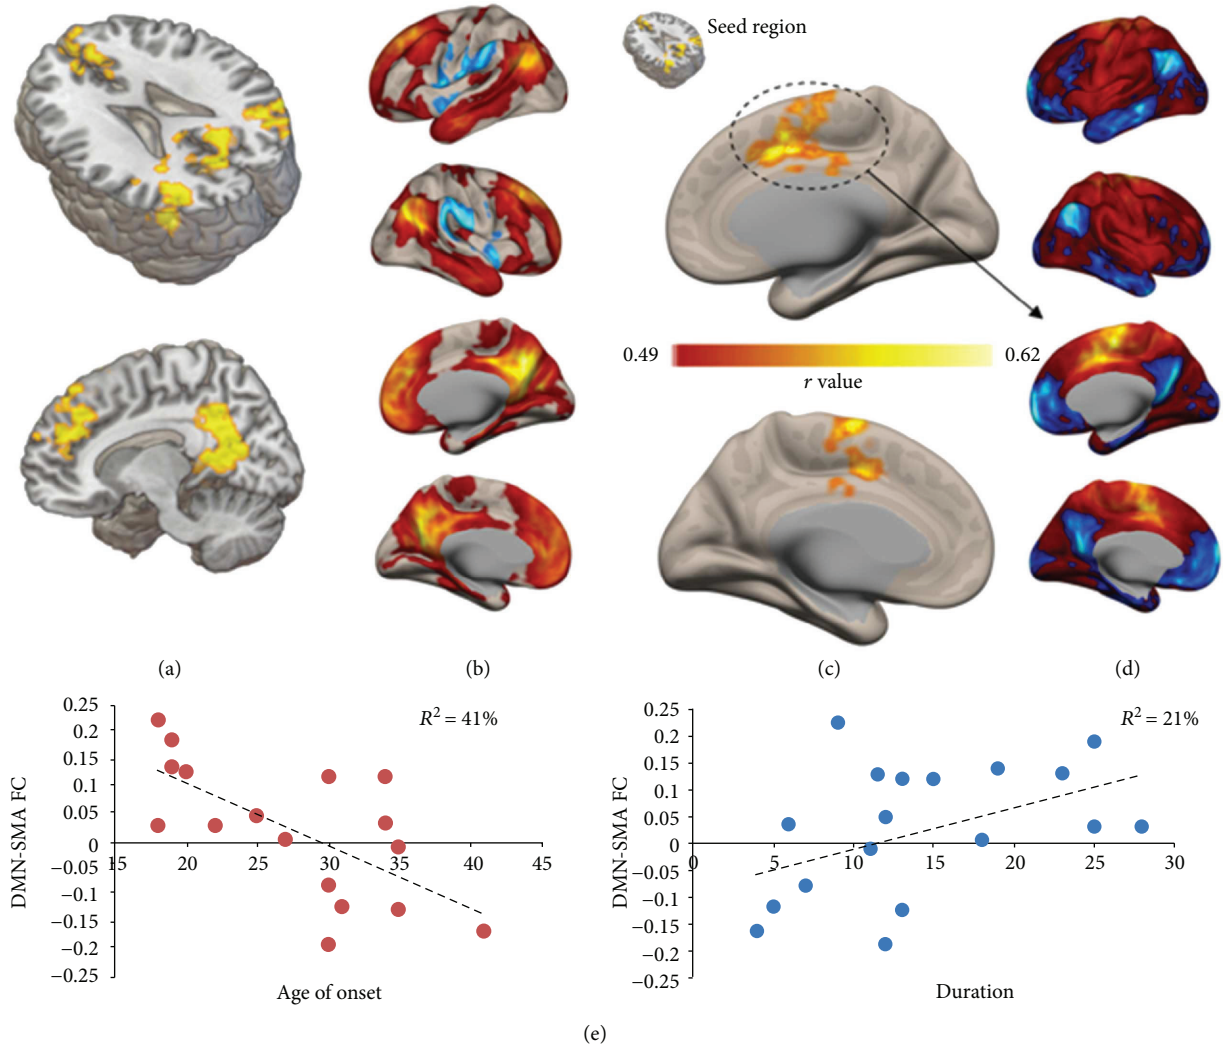 Seed region
0.49
0.62
r value
(a)
(b)
(c)
(d)
0.25
0.2
0.15
0.1
0.05
0
−0.05
−0.1
−0.15
−0.2
−0.25
DMN-SMA FC
R² = 41%
15 20 25 30 35 40 45
Age of onset
0.25
0.2
0.15
0.1
0.05
0
−0.05
−0.1
−0.15
−0.2
−0.25
DMN-SMA FC
R² = 21%
0 5 10 15 20 25 30
Duration
(e)